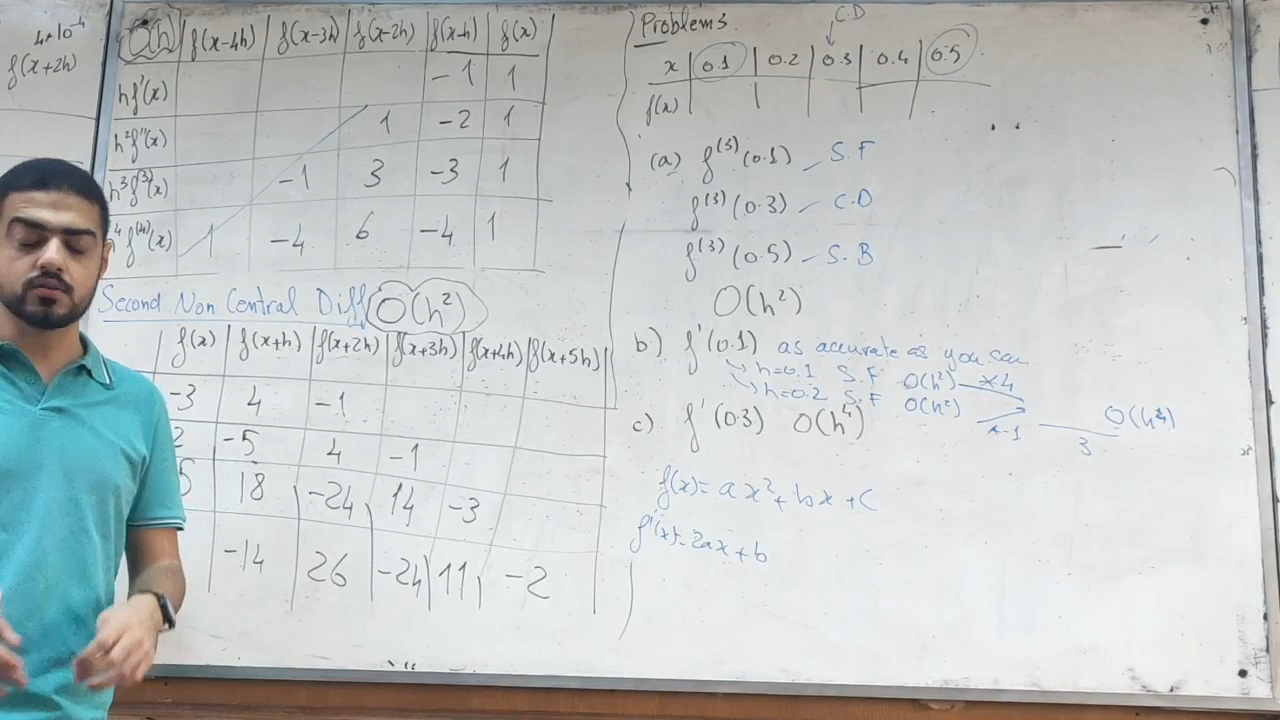 4*10^-4
f(x+2h)
O(h) f(x-4h) f(x-3h) f(x-2h) f(x-h) f(x)
hf'(x) -1 1
h²f''(x) 1 -2 1
h³f⁽³⁾(x) -1 3 -3 1
⁴f⁽⁴⁾(x) 1 -4 6 -4 1
Second Non Central Diff O(h²)
f(x) f(x+h) f(x+2h) f(x+3h) f(x+4h) f(x+5h)
-3 4 -1
2 -5 4 -1
5 18 -24 14 -3
-14 26 -24 11 -2
Problems.
C.D
x 0.1 0.2 0.3 0.4 0.5
f(x)
(a) f⁽³⁾(0.1) S.F
f⁽³⁾(0.3) C.D
f⁽³⁾(0.5) S.B
O(h²)
b) f'(0.1) as accurate as you can
h=0.1 S.F O(h²) *4
h=0.2 S.F O(h²) *-1
3 O(h³)
c) f'(0.3) O(h⁴)
f(x)= ax²+bx+c
f'(x)=2ax+b